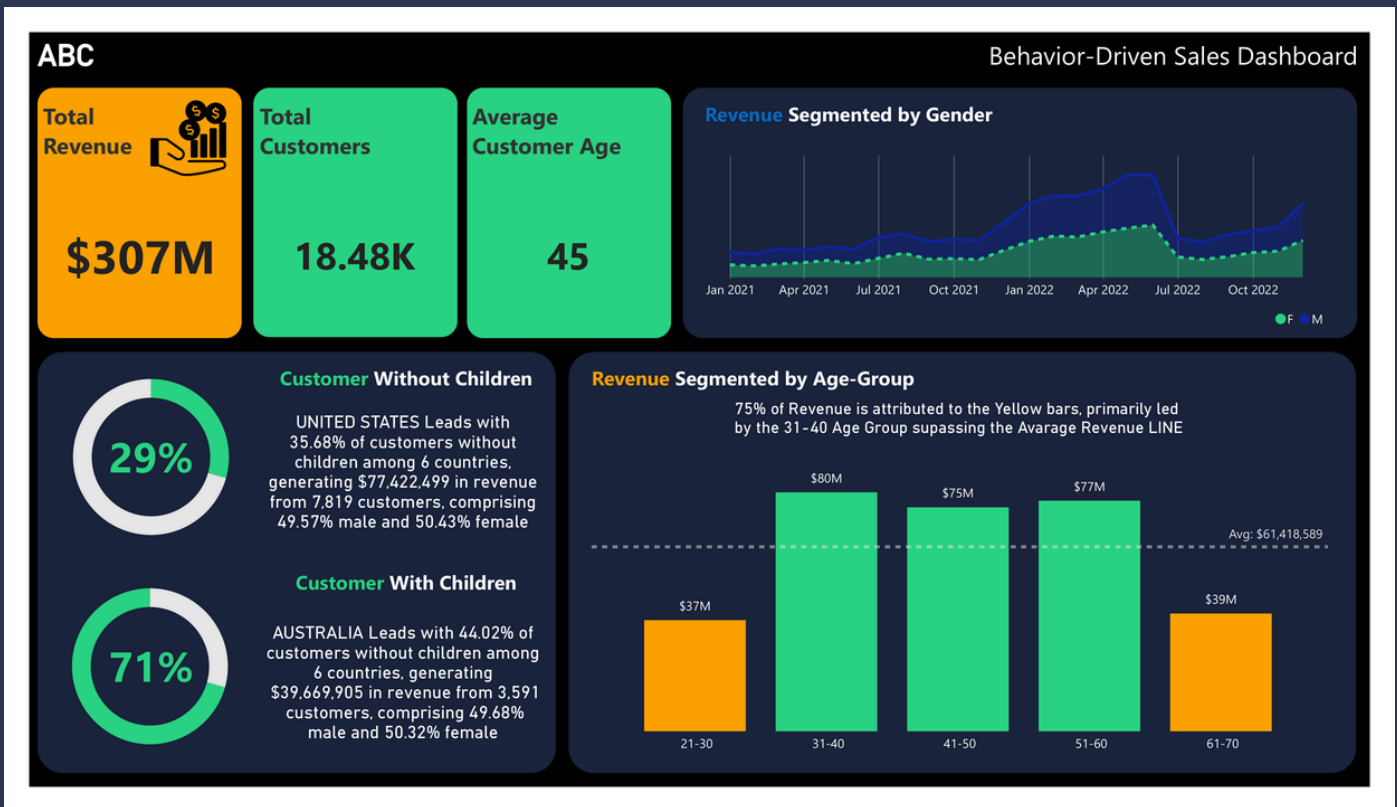 ABC
Behavior-Driven Sales Dashboard
Total
Revenue
$307M
Total
Customers
18.48K
Average
Customer Age
45
Revenue Segmented by Gender
Jan 2021
Apr 2021
Jul 2021
Oct 2021
Jan 2022
Apr 2022
Jul 2022
Oct 2022
F
M
29%
Customer Without Children
UNITED STATES Leads with
35.68% of customers without
children among 6 countries,
generating $77,422,499 in revenue
from 7,819 customers, comprising
49.57% male and 50.43% female
71%
Customer With Children
AUSTRALIA Leads with 44.02% of
customers without children among
6 countries, generating
$39,669,905 in revenue from 3,591
customers, comprising 49.68%
male and 50.32% female
Revenue Segmented by Age-Group
75% of Revenue is attributed to the Yellow bars, primarily led
by the 31-40 Age Group supassing the Avarage Revenue LINE
$80M
$75M
$77M
Avg: $61,418,589
$37M
$39M
21-30
31-40
41-50
51-60
61-70